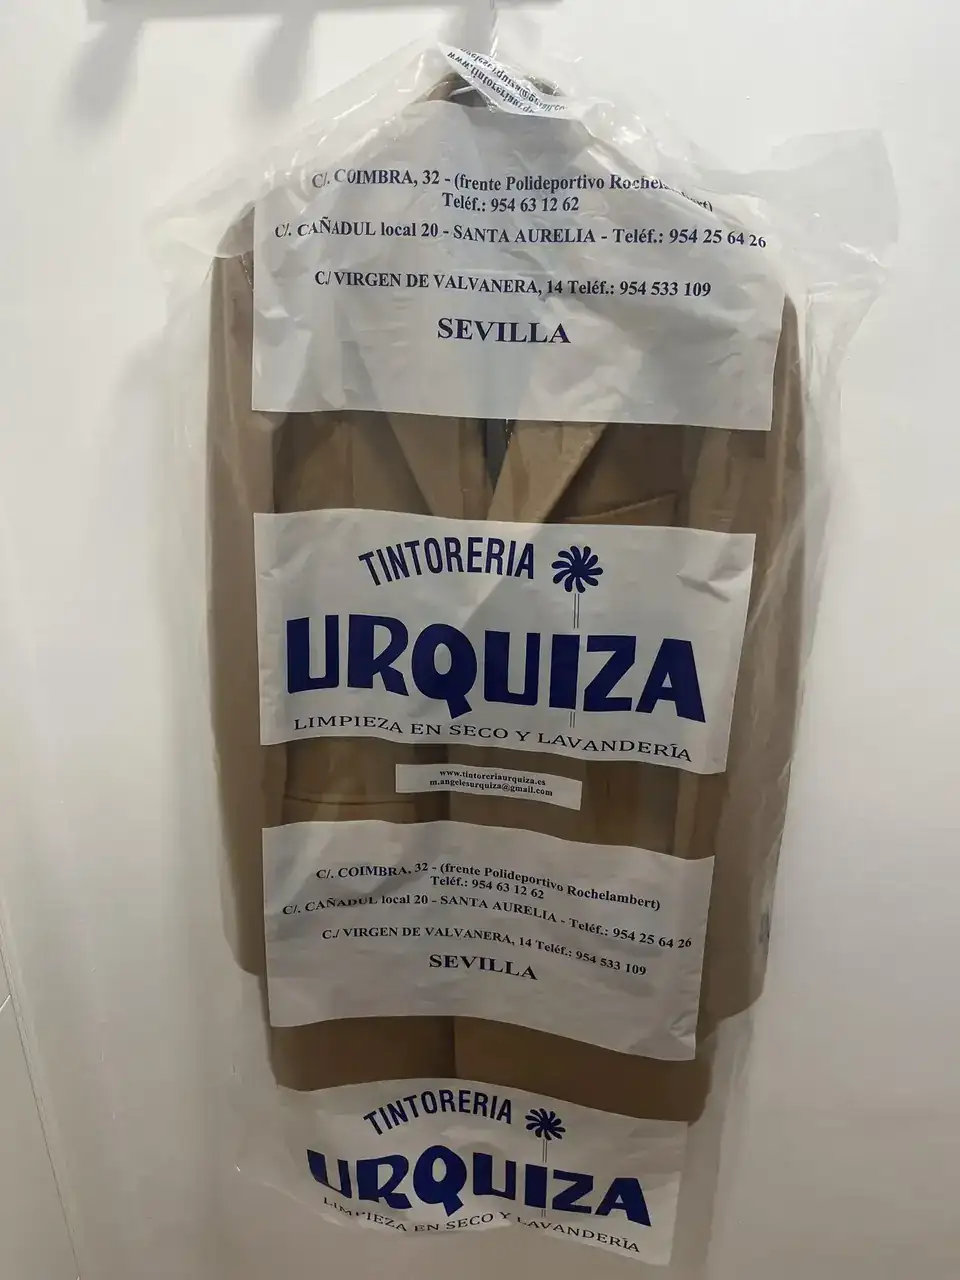 C/. COIMBRA, 32 - (frente Polideportivo
Teléf.: 954 63 12 62
C/. CAÑADUL local 20 - SANTA AURELIA - Teléf.: 954 25 64 26
C/ VIRGEN DE VALVANERA, 14 Teléf.: 954 533 109
SEVILLA
TINTORERIA
URQUIZA
LIMPIEZA EN SECO Y LAVANDERÍA
www.tintoreriaurquiza.es
m.angelesurquiza@gmail.com
C/. COIMBRA, 32 - (frente Polideportivo Rochelambert)
Teléf.: 954 63 12 62
C/. CAÑADUL local 20 - SANTA AURELIA - Teléf.: 954 25 64 26
C./ VIRGEN DE VALVANERA, 14 Teléf.: 954 533 109
SEVILLA
TINTORERIA
URQUIZA
LIMPIEZA EN SECO Y LAVANDERÍA